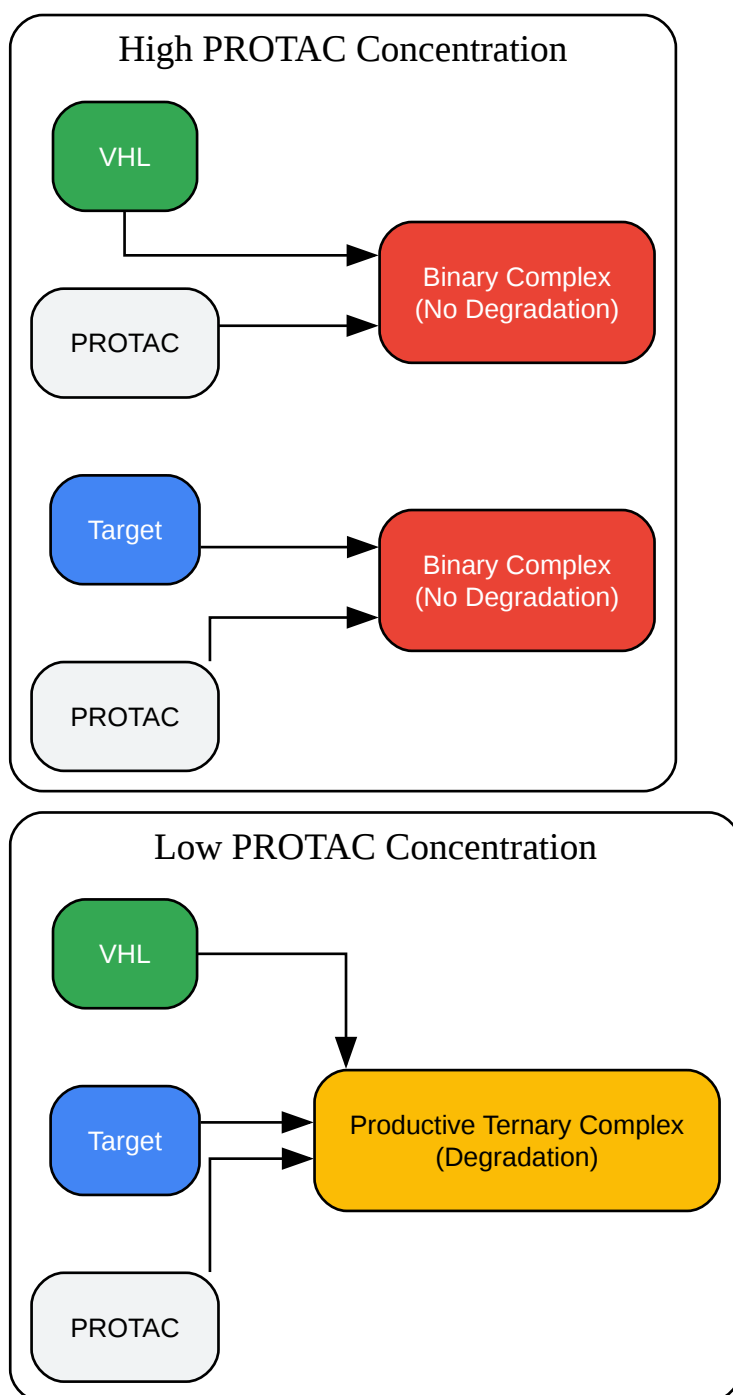 High PROTAC Concentration
VHL
Binary Complex
(No Degradation)
PROTAC
Target
Binary Complex
(No Degradation)
PROTAC
Low PROTAC Concentration
VHL
Target
Productive Ternary Complex
(Degradation)
PROTAC